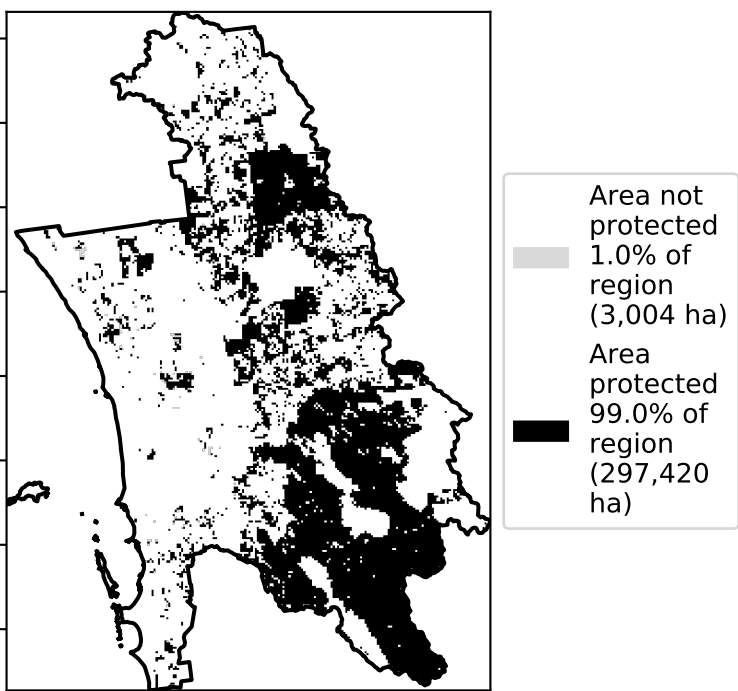 Area not
protected
1.0% of
region
(3,004 ha)
Area
protected
99.0% of
region
(297,420
ha)